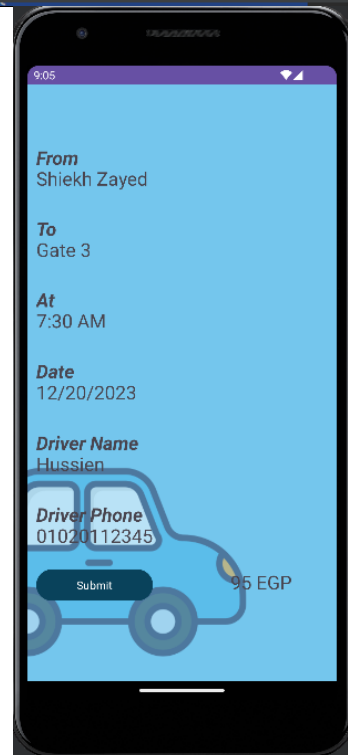 9:05
From
Shiekh Zayed
To
Gate 3
At
7:30 AM
Date
12/20/2023
Driver Name
Hussien
Driver Phone
01020112345
Submit
95 EGP